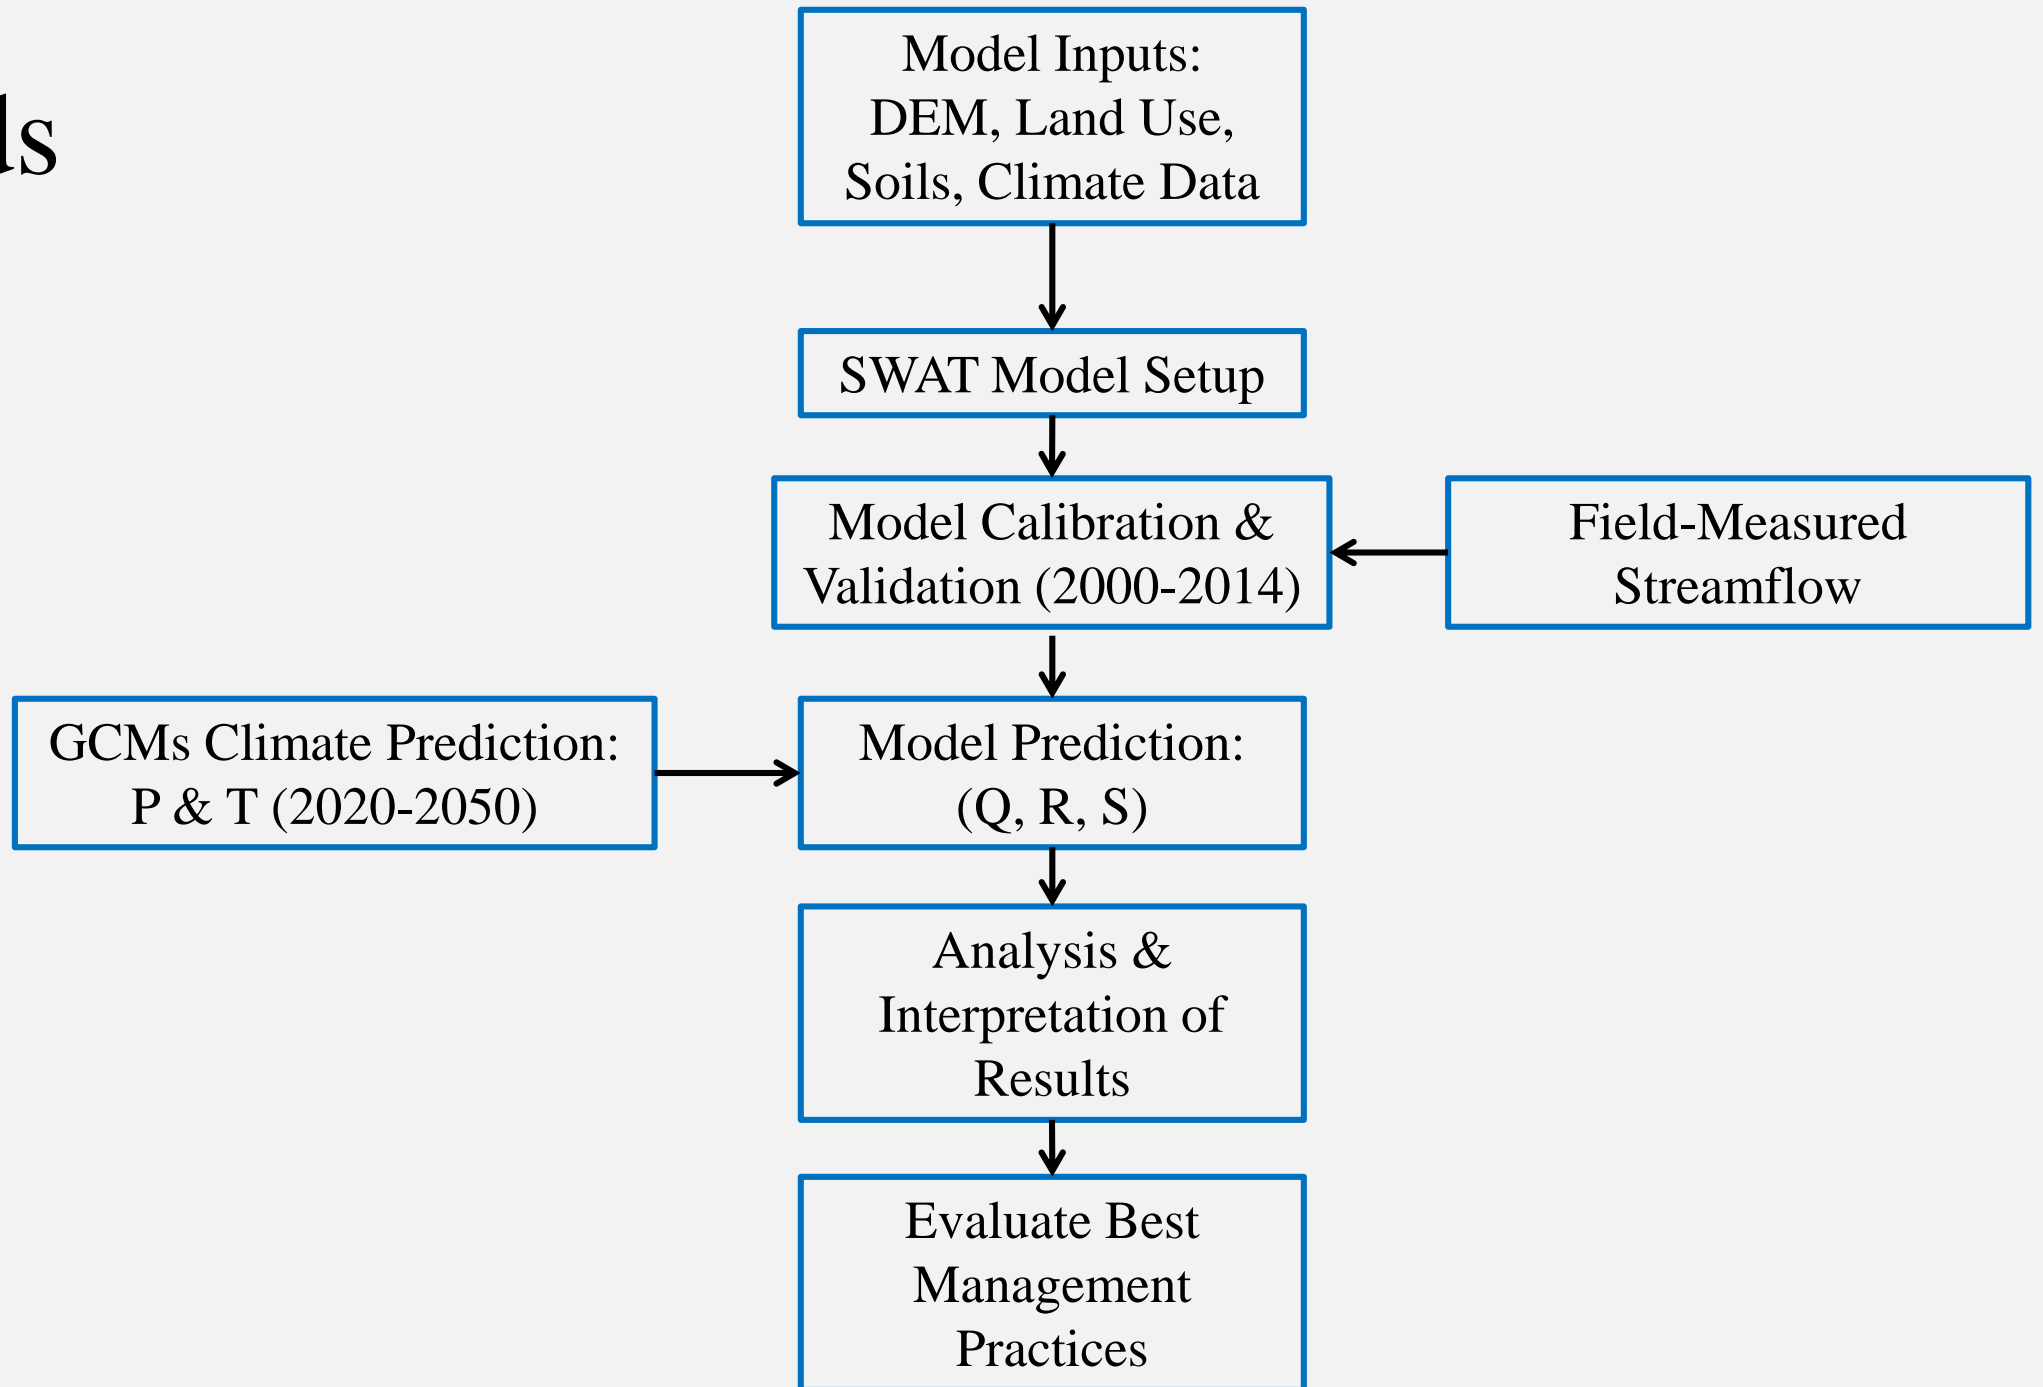 ds
Model Inputs:
DEM, Land Use,
Soils, Climate Data
SWAT Model Setup
Model Calibration &
Validation (2000-2014)
Field-Measured
Streamflow
GCMs Climate Prediction:
P & T (2020-2050)
Model Prediction:
(Q, R, S)
Analysis &
Interpretation of
Results
Evaluate Best
Management
Practices